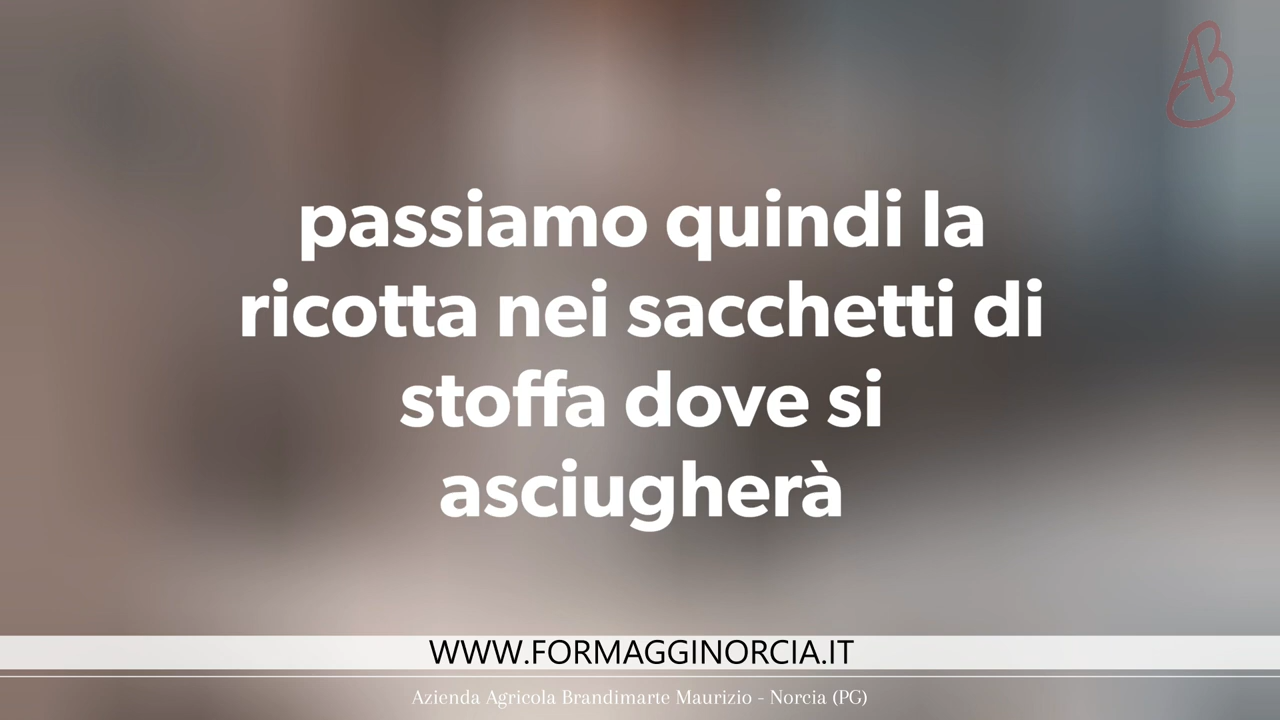 passiamo quindi la
ricotta nei sacchetti di
stoffa dove si
asciugherà
WWW.FORMAGGINORCIA.IT
Azienda Agricola Brandimarte Maurizio - Norcia (PG)